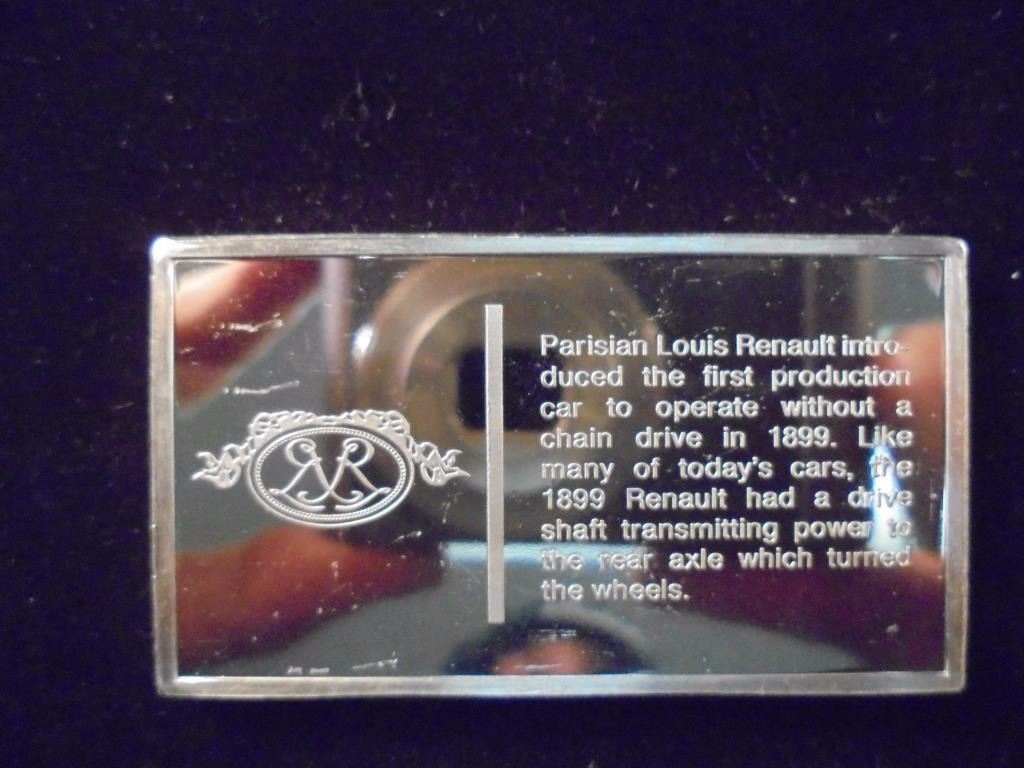 Parisian Louis Renault intro-
duced the first production
car to operate without a
chain drive in 1899. Like
many of today's cars, the
1899 Renault had a drive
shaft transmitting power to
the rear axle which turned
the wheels.